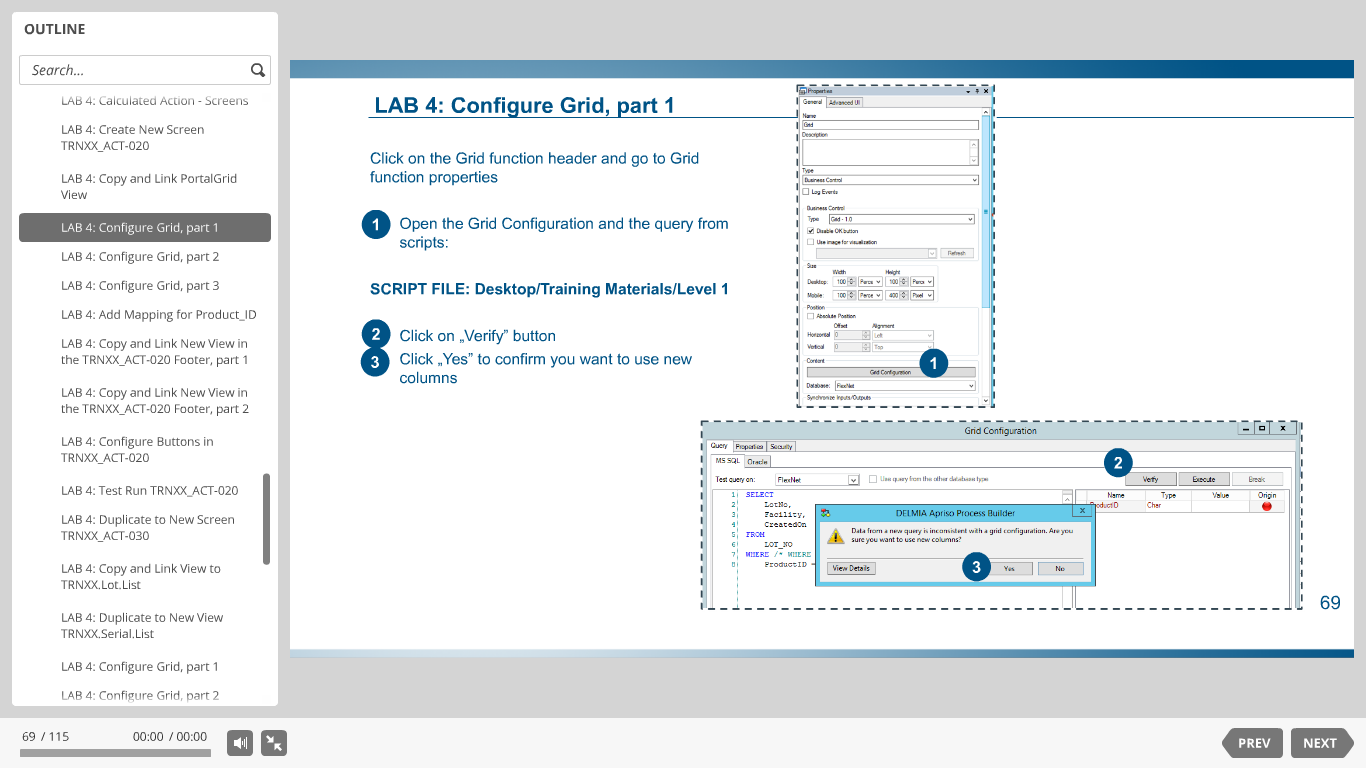 OUTLINE
Search...
LAB 4: Calculated Action - Screens
LAB 4: Create New Screen
TRNXX_ACT-020
LAB 4: Copy and Link PortalGrid
View
LAB 4: Configure Grid, part 1
LAB 4: Configure Grid, part 2
LAB 4: Configure Grid, part 3
LAB 4: Add Mapping for Product_ID
LAB 4: Copy and Link New View in
the TRNXX_ACT-020 Footer, part 1
LAB 4: Copy and Link New View in
the TRNXX_ACT-020 Footer, part 2
LAB 4: Configure Buttons in
TRNXX_ACT-020
LAB 4: Test Run TRNXX_ACT-020
LAB 4: Duplicate to New Screen
TRNXX_ACT-030
LAB 4: Copy and Link View to
TRNXX.Lot.List
LAB 4: Duplicate to New View
TRNXX.Serial.List
LAB 4: Configure Grid, part 1
LAB 4: Configure Grid, part 2
LAB 4: Configure Grid, part 1
Click on the Grid function header and go to Grid
function properties
1 Open the Grid Configuration and the query from
scripts:
SCRIPT FILE: Desktop/Training Materials/Level 1
2 Click on „Verify” button
3 Click „Yes” to confirm you want to use new
columns
Properties
General Advanced UI
Name
Grid
Description
Type
Business Control
Log Events
Business Control
Type Grid - 1.0
Disable OK button
Use image for visualization
Refresh
Size
Width Height
Desktop: 100 Perce 100 Perce
Mobile: 100 Perce 400 Pixel
Position
Absolute Position
Offset Alignment
Horizontal 0 Left
Vertical 0 Top
Content
1
Grid Configuration
Database: FlexNet
Synchronize Inputs/Outputs
Grid Configuration
Query Properties Security
MS SQL Oracle
2
Test query on: FlexNet Use query from the other database type Verify Execute Break
Name Type Value Origin
1 SELECT
2 LotNo,
3 Facility,
4 CreatedOn
5 FROM
6 LOT_NO
7 WHERE /* WHERE
8 ProductID =
ProductID Char
DELMIA Apriso Process Builder
Data from a new query is inconsistent with a grid configuration. Are you
sure you want to use new columns?
View Details 3 Yes No
69
69 / 115 00:00 / 00:00
PREV NEXT